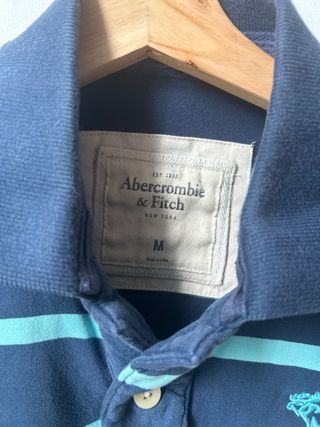 EST. 1892
Abercrombie
& Fitch
NEW YORK
M